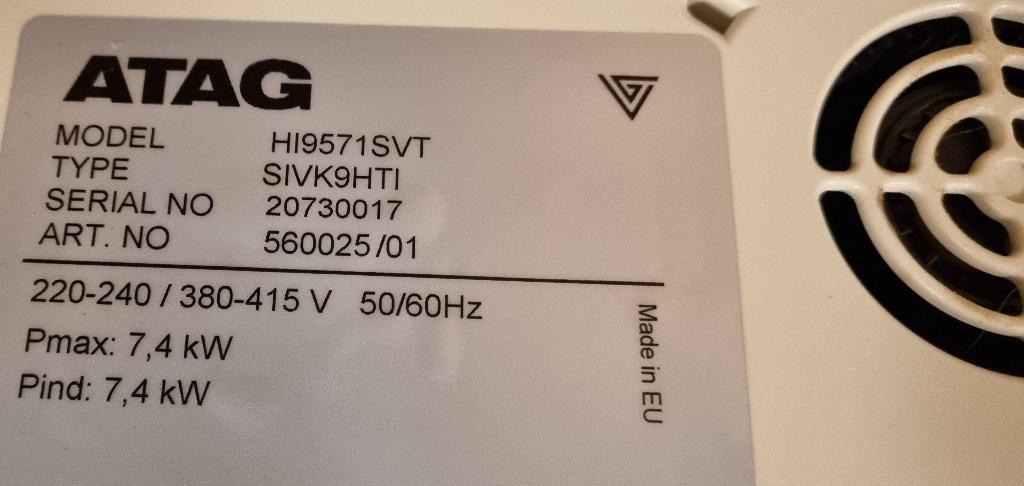 ATAG
MODEL HI9571SVT
TYPE SIVK9HTI
SERIAL NO 20730017
ART. NO 560025/01
220-240 / 380-415 V 50/60Hz
Pmax: 7,4 kW
Pind: 7,4 kW
Made in EU